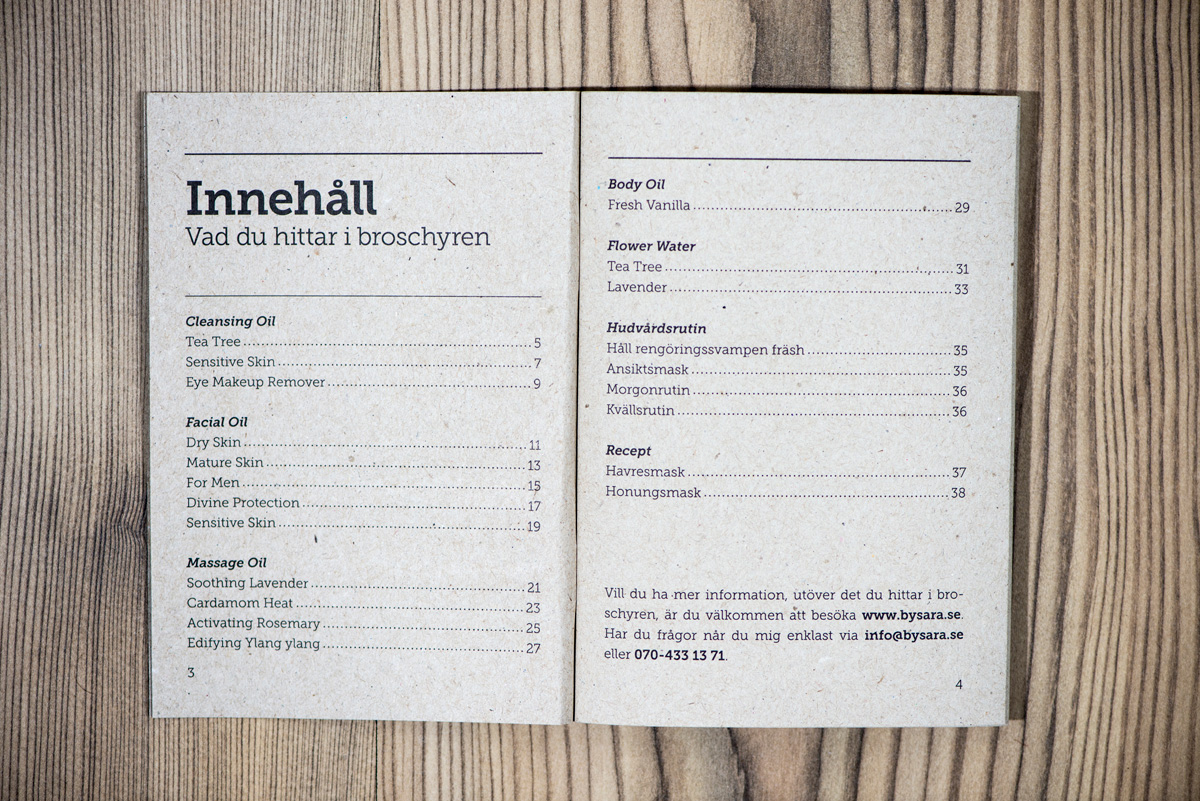 Innehåll
Vad du hittar i broschyren
Cleansing Oil
Tea Tree 5
Sensitive Skin 7
Eye Makeup Remover 9
Facial Oil
Dry Skin 11
Mature Skin 13
For Men 15
Divine Protection 17
Sensitive Skin 19
Massage Oil
Soothing Lavender 21
Cardamom Heat 23
Activating Rosemary 25
Edifying Ylang ylang 27
3
Body Oil
Fresh Vanilla 29
Flower Water
Tea Tree 31
Lavender 33
Hudvårdsrutin
Håll rengöringssvampen fräsh 35
Ansiktsmask 35
Morgonrutin 36
Kvällsrutin 36
Recept
Havresmask 37
Honungsmask 38
Vill du ha mer information, utöver det du hittar i bro-
schyren, är du välkommen att besöka www.bysara.se.
Har du frågor når du mig enklast via info@bysara.se
eller 070-433 13 71.
4